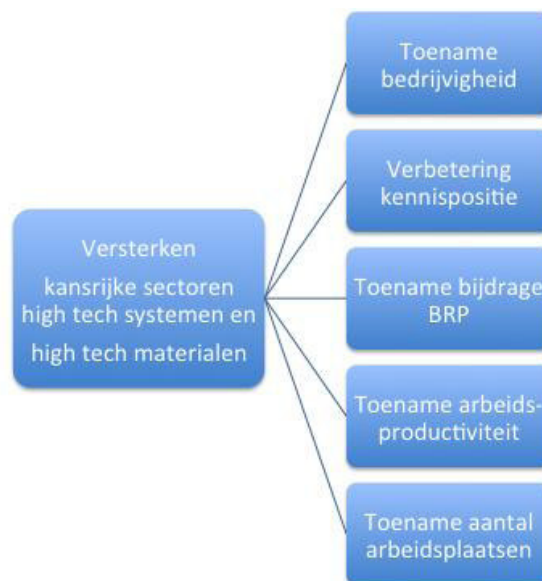 Versterken
kansrijke sectoren
high tech systemen en
high tech materialen
Toename
bedrijvigheid
Verbetering
kennispositie
Toename bijdrage
BRP
Toename arbeids-
productiviteit
Toename aantal
arbeidsplaatsen